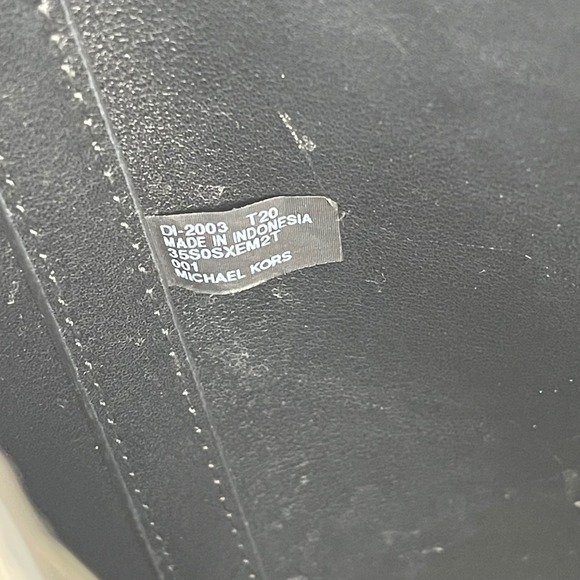 DI-2003 T20
MADE IN INDONESIA
35S0SXEM2T
001
MICHAEL KORS